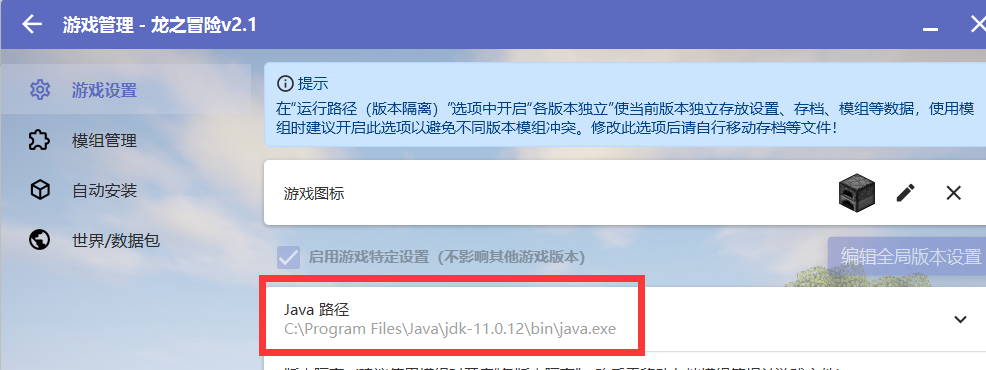 游戏管理 - 龙之冒险v2.1
游戏设置
模组管理
自动安装
世界/数据包
提示
在“运行路径（版本隔离）”选项中开启“各版本独立”使当前版本独立存放设置、存档、模组等数据，使用模
组时建议开启此选项以避免不同版本模组冲突。修改此选项后请自行移动存档等文件！
游戏图标
启用游戏特定设置（不影响其他游戏版本）
编辑全局版本设置
Java 路径
C:\Program Files\Java\jdk-11.0.12\bin\java.exe